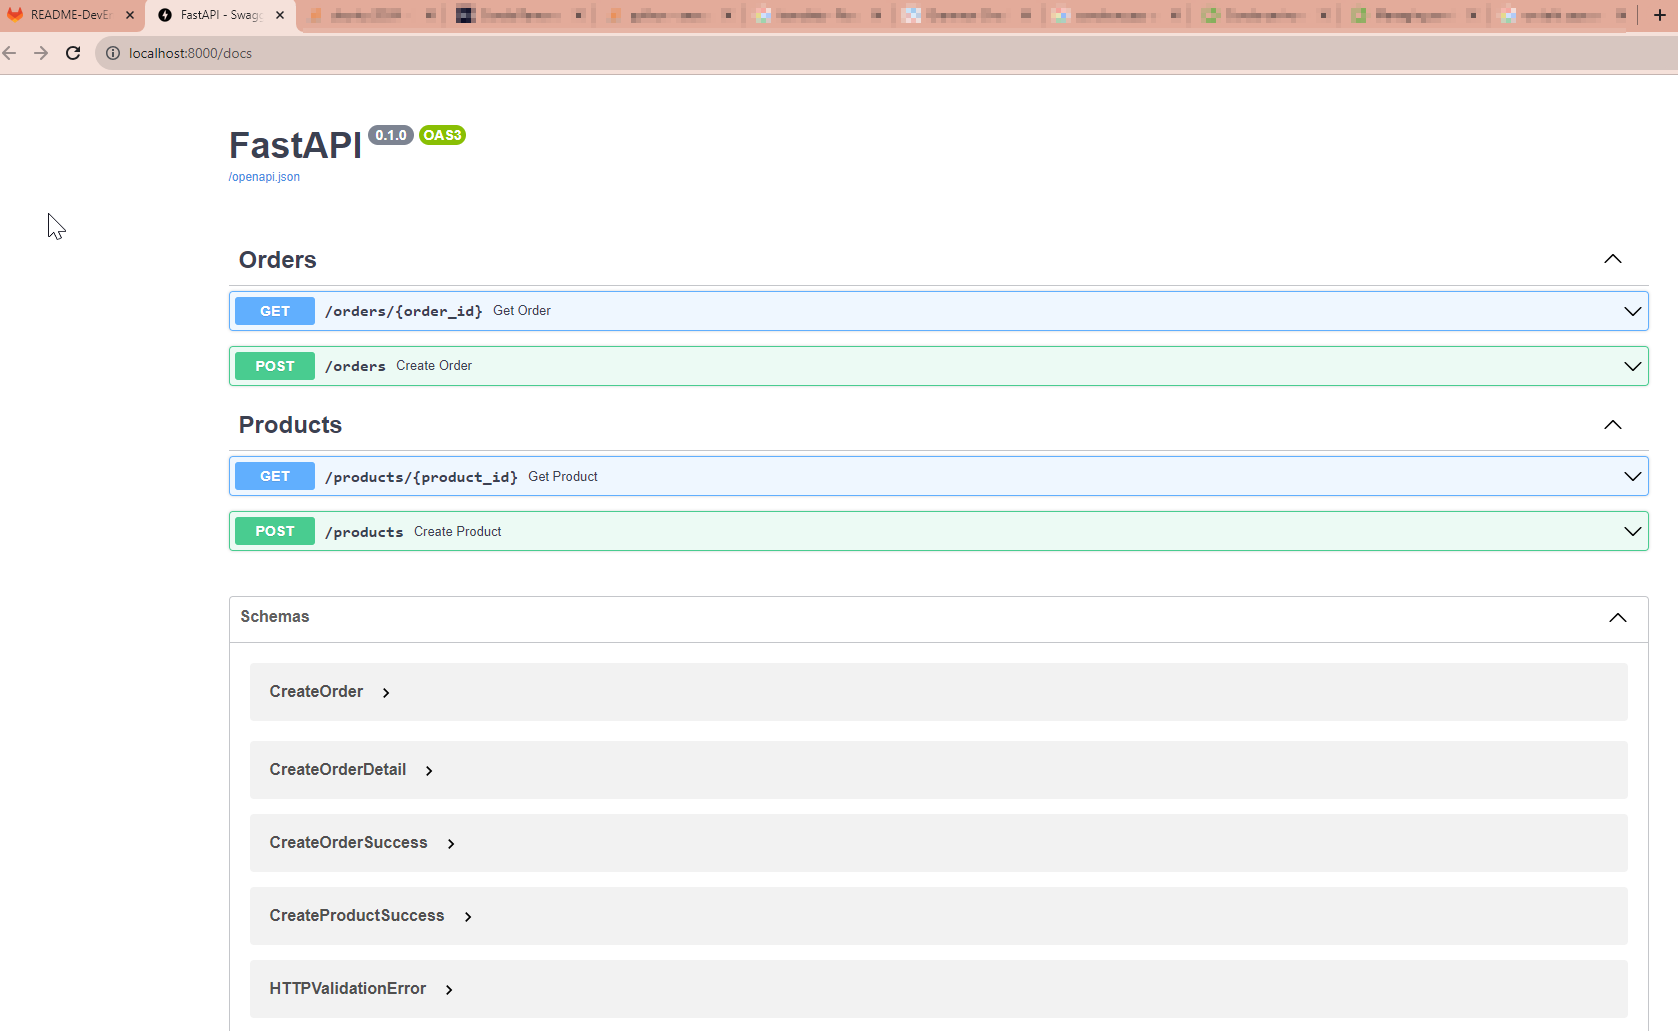 README-DevEn
FastAPI - Swagg
localhost:8000/docs
FastAPI 0.1.0 OAS3
/openapi.json
Orders
GET /orders/{order_id} Get Order
POST /orders Create Order
Products
GET /products/{product_id} Get Product
POST /products Create Product
Schemas
CreateOrder
CreateOrderDetail
CreateOrderSuccess
CreateProductSuccess
HTTPValidationError